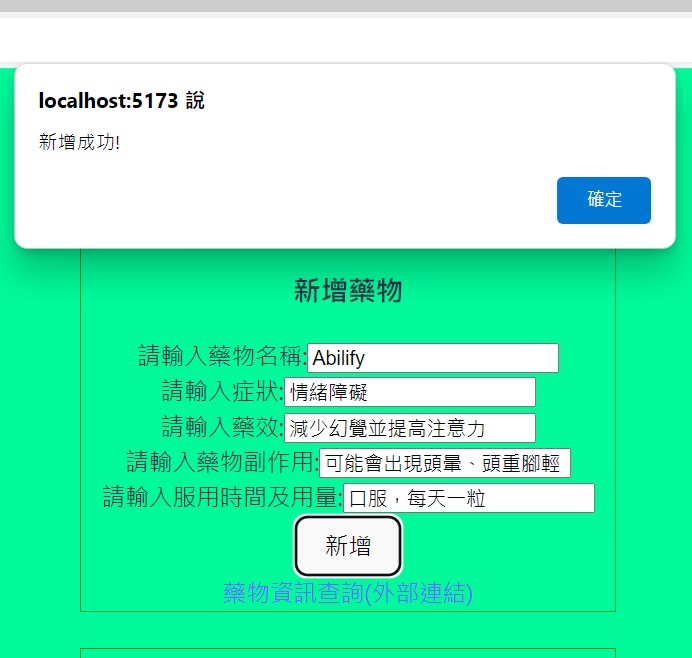 localhost:5173 說
新增成功!
確定
新增藥物
請輸入藥物名稱:Abilify
請輸入症狀:情緒障礙
請輸入藥效:減少幻覺並提高注意力
請輸入藥物副作用:可能會出現頭暈、頭重腳輕
請輸入服用時間及用量:口服，每天一粒
新增
藥物資訊查詢(外部連結)